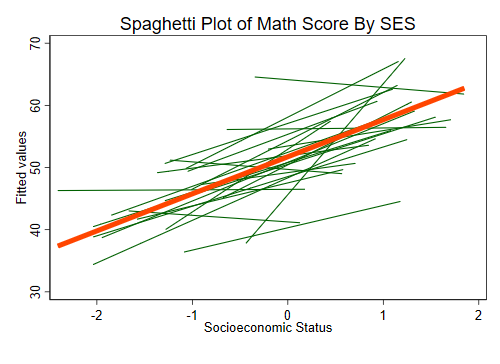 Spaghetti Plot of Math Score By SES
Fitted values
70
60
50
40
30
-2 -1 0 1 2
Socioeconomic Status